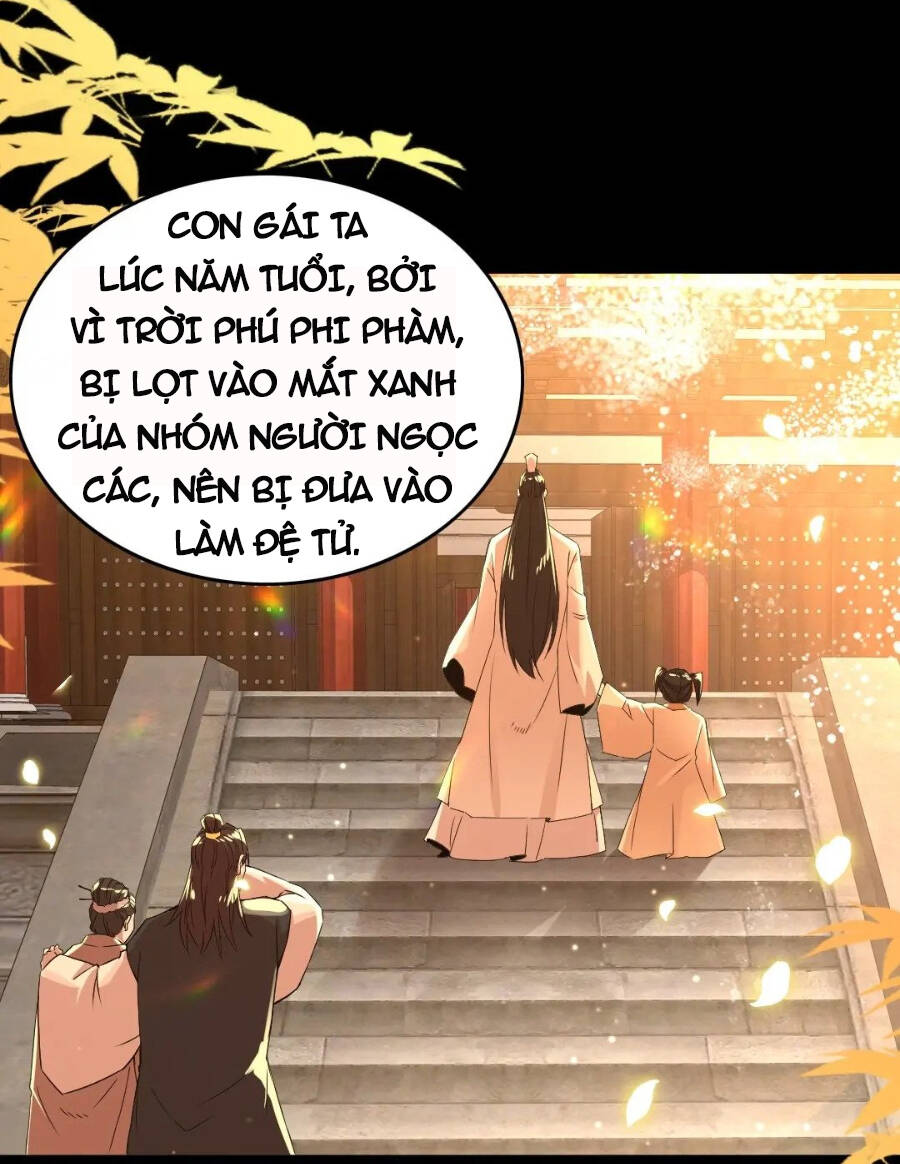 CON GÁI TA
LÚC NĂM TUỔI, BỞI
VÌ TRỜI PHÚ PHI PHÀM,
BỊ LỌT VÀO MẮT XANH
CỦA NHÓM NGƯỜI NGỌC
CÁC, NÊN BỊ ĐƯA VÀO
LÀM ĐỆ TỬ.